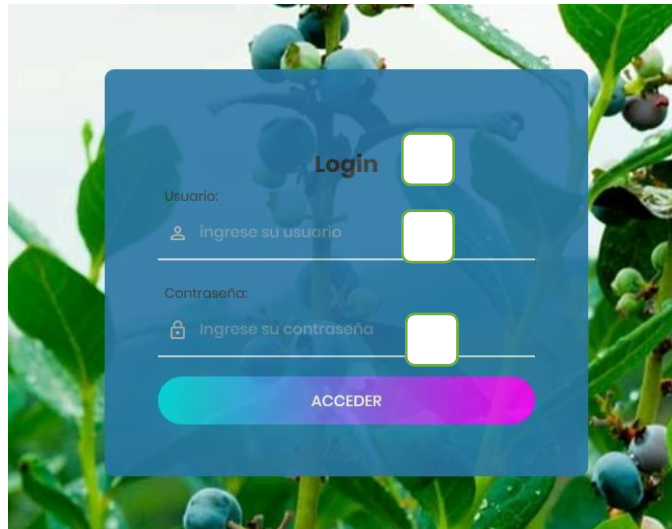 Login
Usuario:
ingrese su usuario
Contraseña:
Ingrese su contraseña
ACCEDER